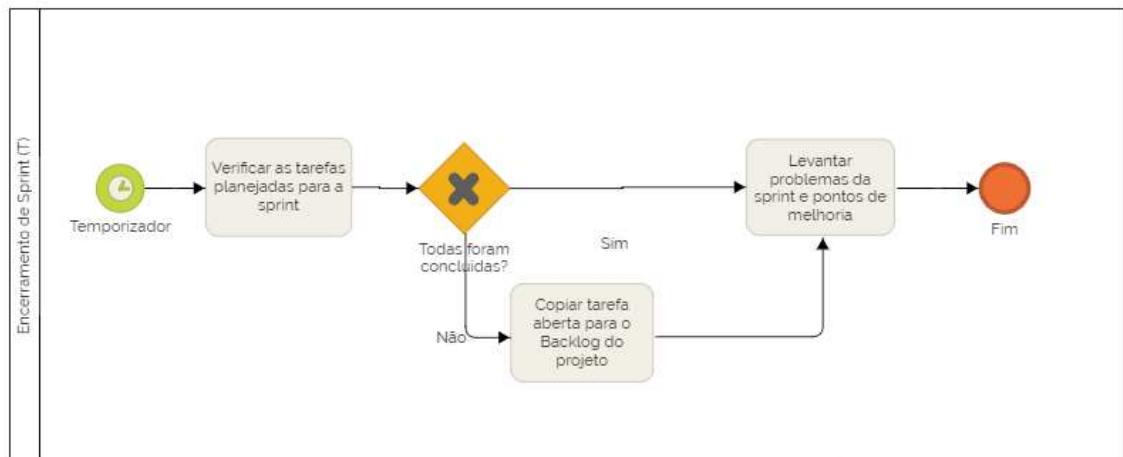 Encerramento de Sprint (T)
Temporizador
Verificar as tarefas
planejadas para a
sprint
Todas foram
concluidas?
Sim
Não
Copiar tarefa
aberta para o
Backlog do
projeto
Levantar
problemas da
sprint e pontos de
melhoria
Fim